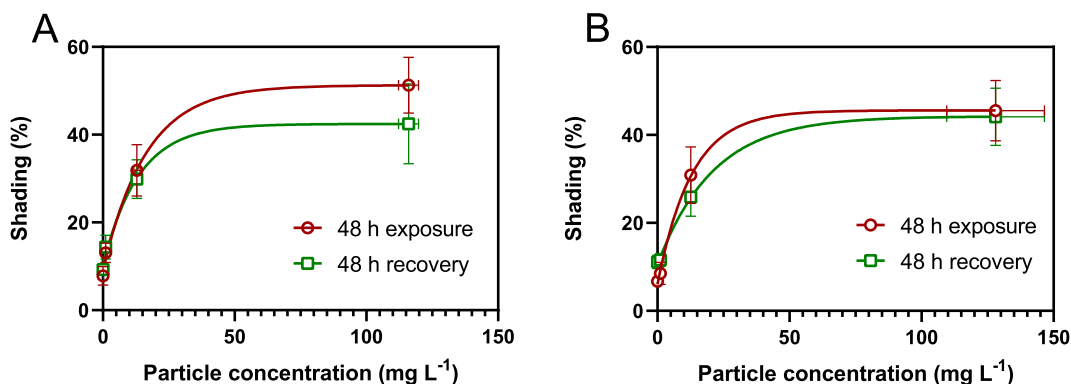 A
60
40
20
0
Shading (%)
48 h exposure
48 h recovery
0 50 100 150
Particle concentration (mg L⁻¹)
B
60
40
20
0
Shading (%)
48 h exposure
48 h recovery
0 50 100 150
Particle concentration (mg L⁻¹)